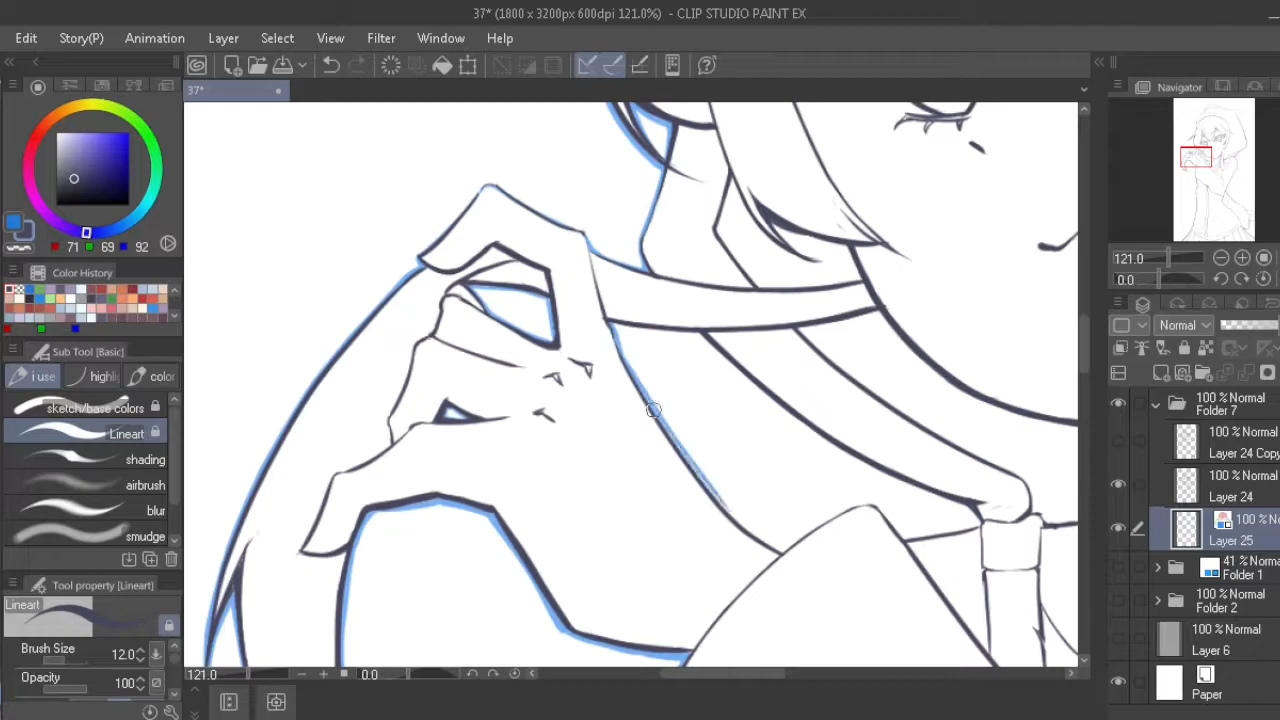 37* (1800 x 3200px 600dpi 121.0%) - CLIP STUDIO PAINT EX
Edit Story(P) Animation Layer Select View Filter Window Help
37*
Navigator
71 69 92
121.0
0.0
Color History
Normal
Sub Tool [Basic]
i use highli color
sketch/base colors
Lineart
shading
airbrush
blur
smudge
100 % Normal
Folder 7
100 % Normal
Layer 24 Copy
100 % Normal
Layer 24
100 % No
Layer 25
41 % Norma
Folder 1
100 % Normal
Folder 2
100 % Normal
Layer 6
Paper
Tool property [Lineart]
Lineart
Brush Size 12.0
Opacity 100
121.0 0.0